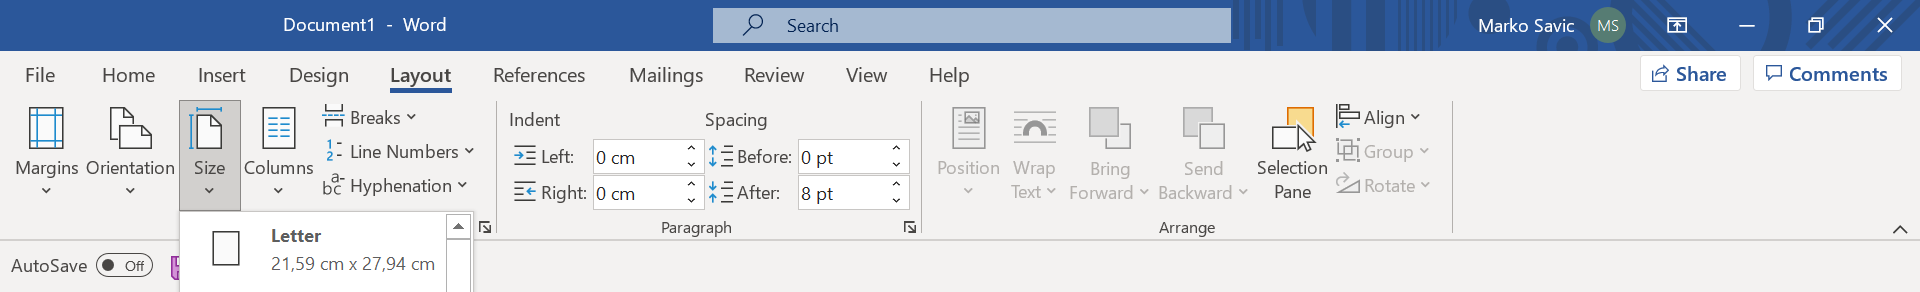 Document1 - Word
Search
Marko Savic MS
File Home Insert Design Layout References Mailings Review View Help
Share Comments
Margins Orientation Size Columns
Breaks
Line Numbers
Hyphenation
Indent Spacing
Left: 0 cm Before: 0 pt
Right: 0 cm After: 8 pt
Paragraph
Position Wrap Text Bring Forward Send Backward Selection Pane
Align
Group
Rotate
Arrange
Letter
21,59 cm x 27,94 cm
AutoSave Off